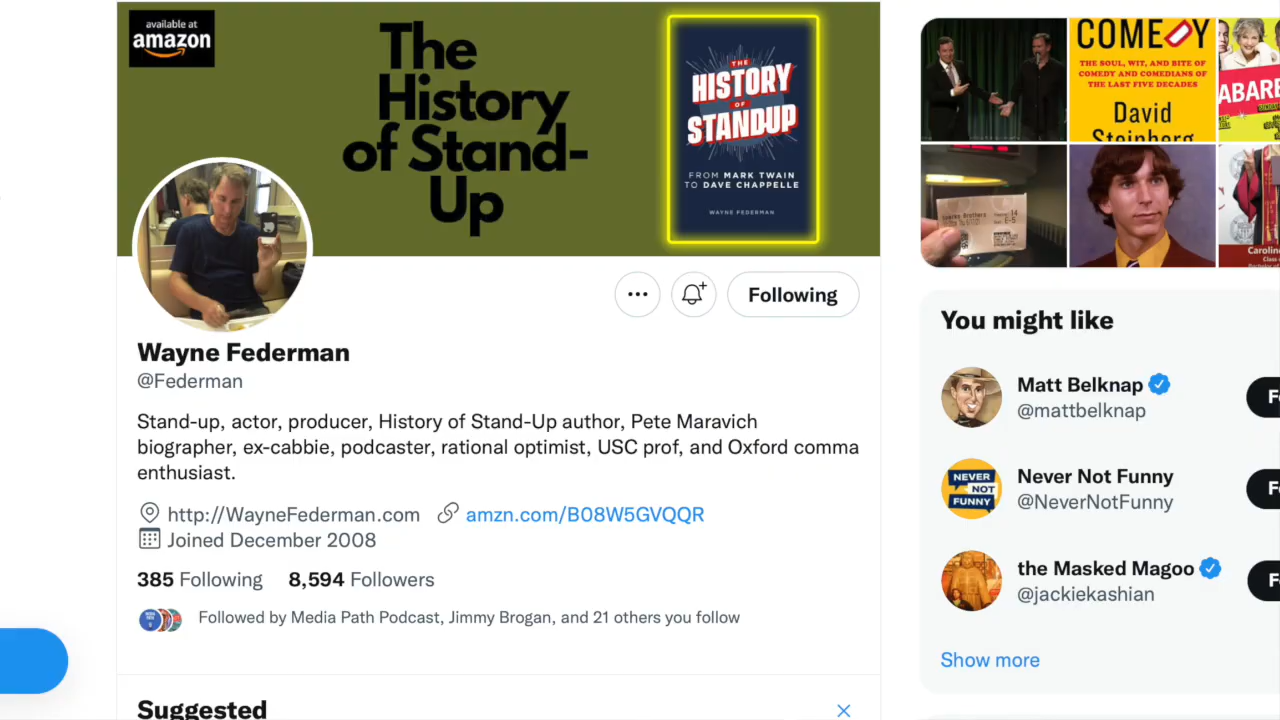 available at
amazon
The
History
of Stand-
Up
THE
HISTORY
OF
STANDUP
FROM MARK TWAIN
TO DAVE CHAPPELLE
WAYNE FEDERMAN
Following
Wayne Federman
@Federman
Stand-up, actor, producer, History of Stand-Up author, Pete Maravich
biographer, ex-cabbie, podcaster, rational optimist, USC prof, and Oxford comma
enthusiast.
http://WayneFederman.com amzn.com/B08W5GVQQR
Joined December 2008
385 Following 8,594 Followers
Followed by Media Path Podcast, Jimmy Brogan, and 21 others you follow
Suggested
COMEDY
THE SOUL, WIT, AND BITE OF
COMEDY AND COMEDIANS OF
THE LAST FIVE DECADES
David
Steinberg
ABARE
14
E-5
Carolin
You might like
Matt Belknap
@mattbelknap
Never Not Funny
@NeverNotFunny
NEVER
NOT
FUNNY
the Masked Magoo
@jackiekashian
Show more